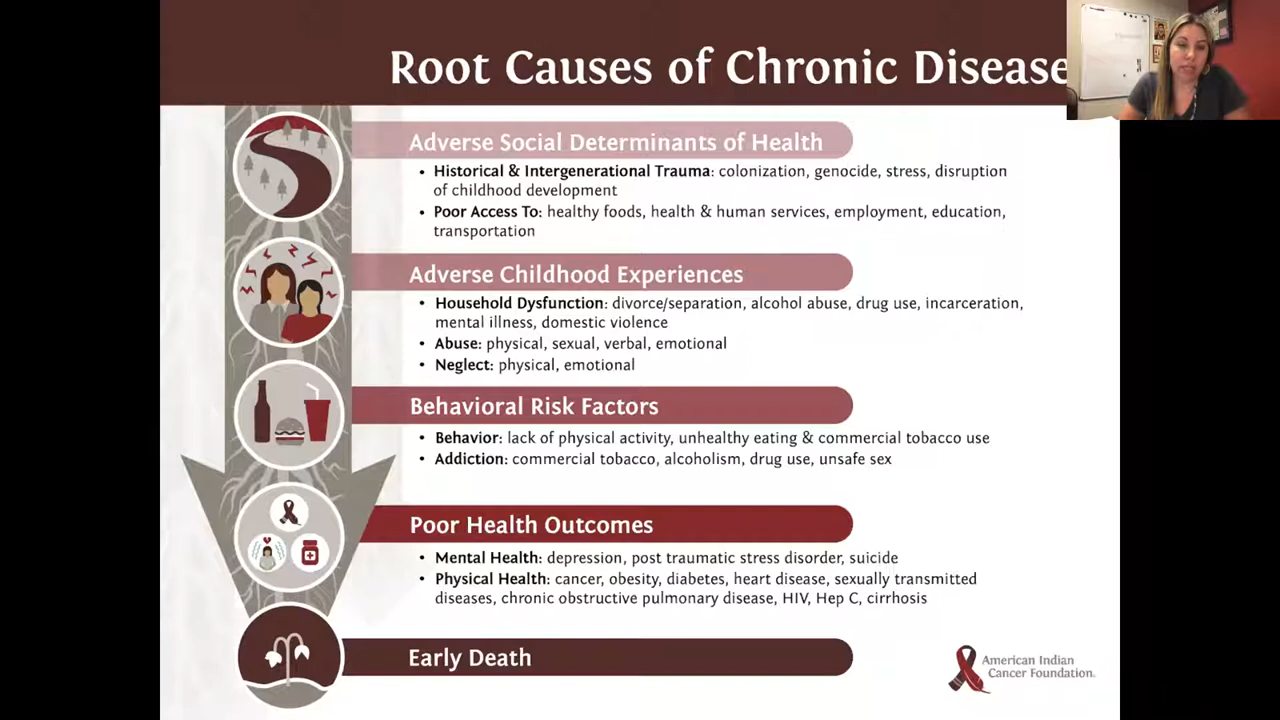 Root Causes of Chronic Disease
Adverse Social Determinants of Health
• Historical & Intergenerational Trauma: colonization, genocide, stress, disruption
of childhood development
• Poor Access To: healthy foods, health & human services, employment, education,
transportation
Adverse Childhood Experiences
• Household Dysfunction: divorce/separation, alcohol abuse, drug use, incarceration,
mental illness, domestic violence
• Abuse: physical, sexual, verbal, emotional
• Neglect: physical, emotional
Behavioral Risk Factors
• Behavior: lack of physical activity, unhealthy eating & commercial tobacco use
• Addiction: commercial tobacco, alcoholism, drug use, unsafe sex
Poor Health Outcomes
• Mental Health: depression, post traumatic stress disorder, suicide
• Physical Health: cancer, obesity, diabetes, heart disease, sexually transmitted
diseases, chronic obstructive pulmonary disease, HIV, Hep C, cirrhosis
Early Death
American Indian
Cancer Foundation.